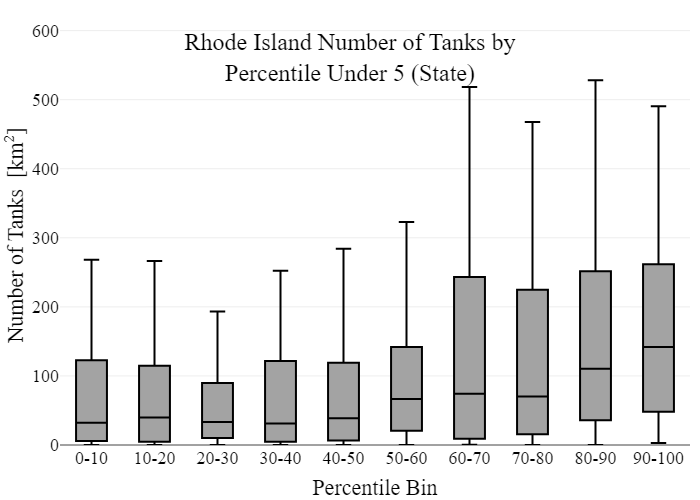 Rhode Island Number of Tanks by
Percentile Under 5 (State)
Number of Tanks [km²]
600
500
400
300
200
100
0
0-10 10-20 20-30 30-40 40-50 50-60 60-70 70-80 80-90 90-100
Percentile Bin